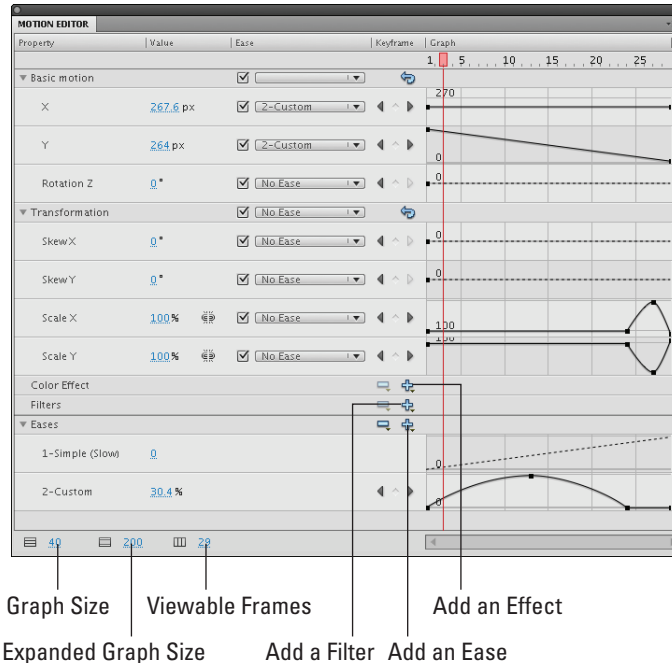 MOTION EDITOR
Property Value Ease Keyframe Graph
1 5 10 15 20 25
Basic motion
270
X 267.6 px 2-Custom
Y 264 px 2-Custom
0
Rotation Z 0° No Ease 0
Transformation No Ease
Skew X 0° No Ease 0
Skew Y 0° No Ease 0
Scale X 100% No Ease 100
Scale Y 100% No Ease 100
Color Effect
Filters
Eases
1-Simple (Slow) 0 0
2-Custom 30.4 % 0
40 200 29
Graph Size Viewable Frames Add an Effect
Expanded Graph Size Add a Filter Add an Ease